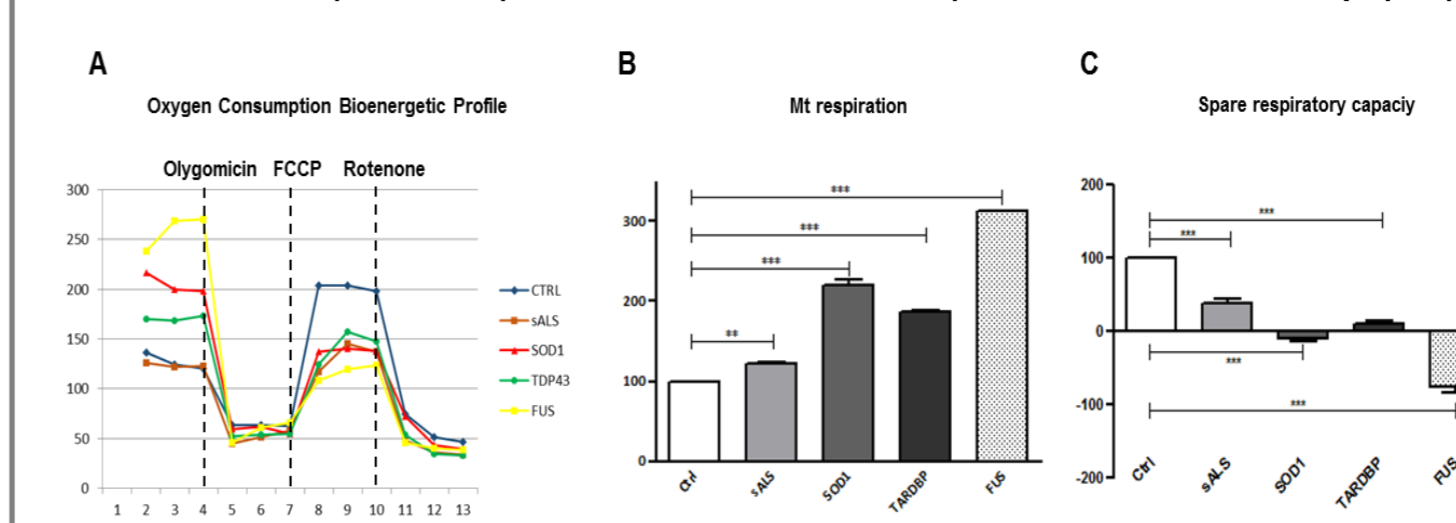 A
B
C
Oxygen Consumption Bioenergetic Profile
Mt respiration
Spare respiratory capaciy
Olygomicin FCCP Rotenone
300
250
200
150
100
50
0
1 2 3 4 5 6 7 8 9 10 11 12 13
CTRL
sALS
SOD1
TDP43
FUS
300
200
100
0
***
***
***
**
Ctrl sALS SOD1 TARDBP FUS
200
100
0
-100
-200
***
***
***
***
Ctrl sALS SOD1 TARDBP FUS